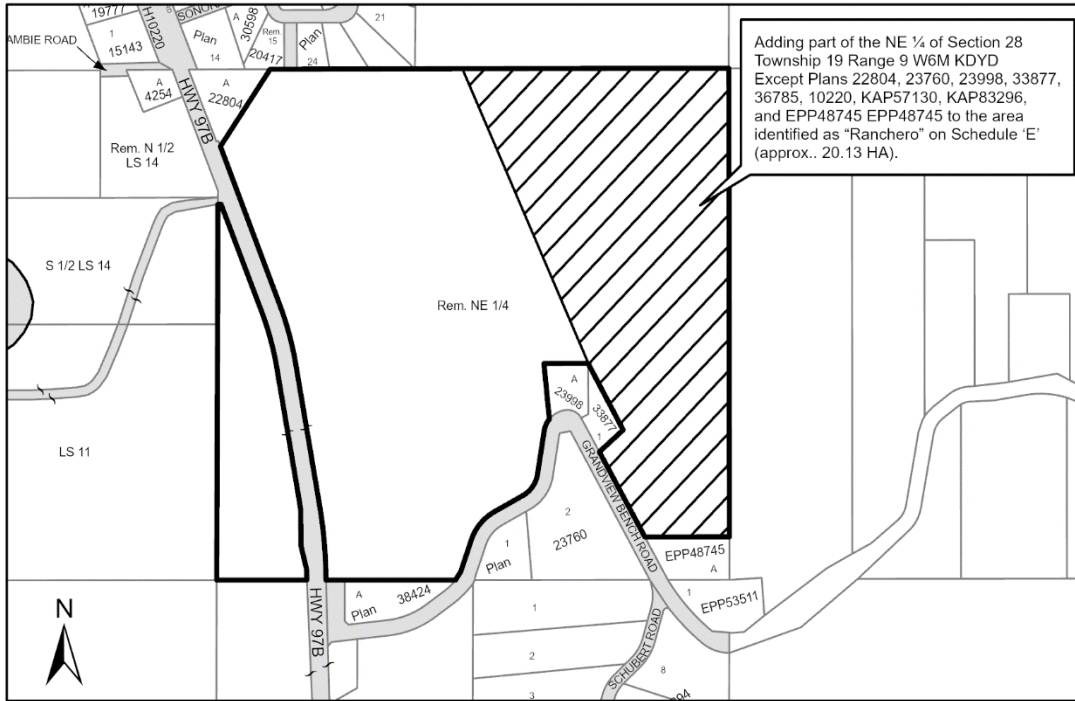 19777
1
15143
H10220
SONOR
A
30598
Rem.
15
20417
Plan
14
Plan
24
21
AMBIE ROAD
A
4254
A
22804
HWY 97B
Rem. N 1/2
LS 14
Adding part of the NE ¼ of Section 28
Township 19 Range 9 W6M KDYD
Except Plans 22804, 23760, 23998, 33877,
36785, 10220, KAP57130, KAP83296,
and EPP48745 EPP48745 to the area
identified as “Ranchero” on Schedule ‘E’
(approx.. 20.13 HA).
S 1/2 LS 14
Rem. NE 1/4
LS 11
A
23998
33877
1
GRANDVIEW BENCH ROAD
2
23760
1
Plan
EPP48745
A
1
EPP53511
A
Plan 38424
HWY 97B
1
2
3
SCHUBERT ROAD
8
N